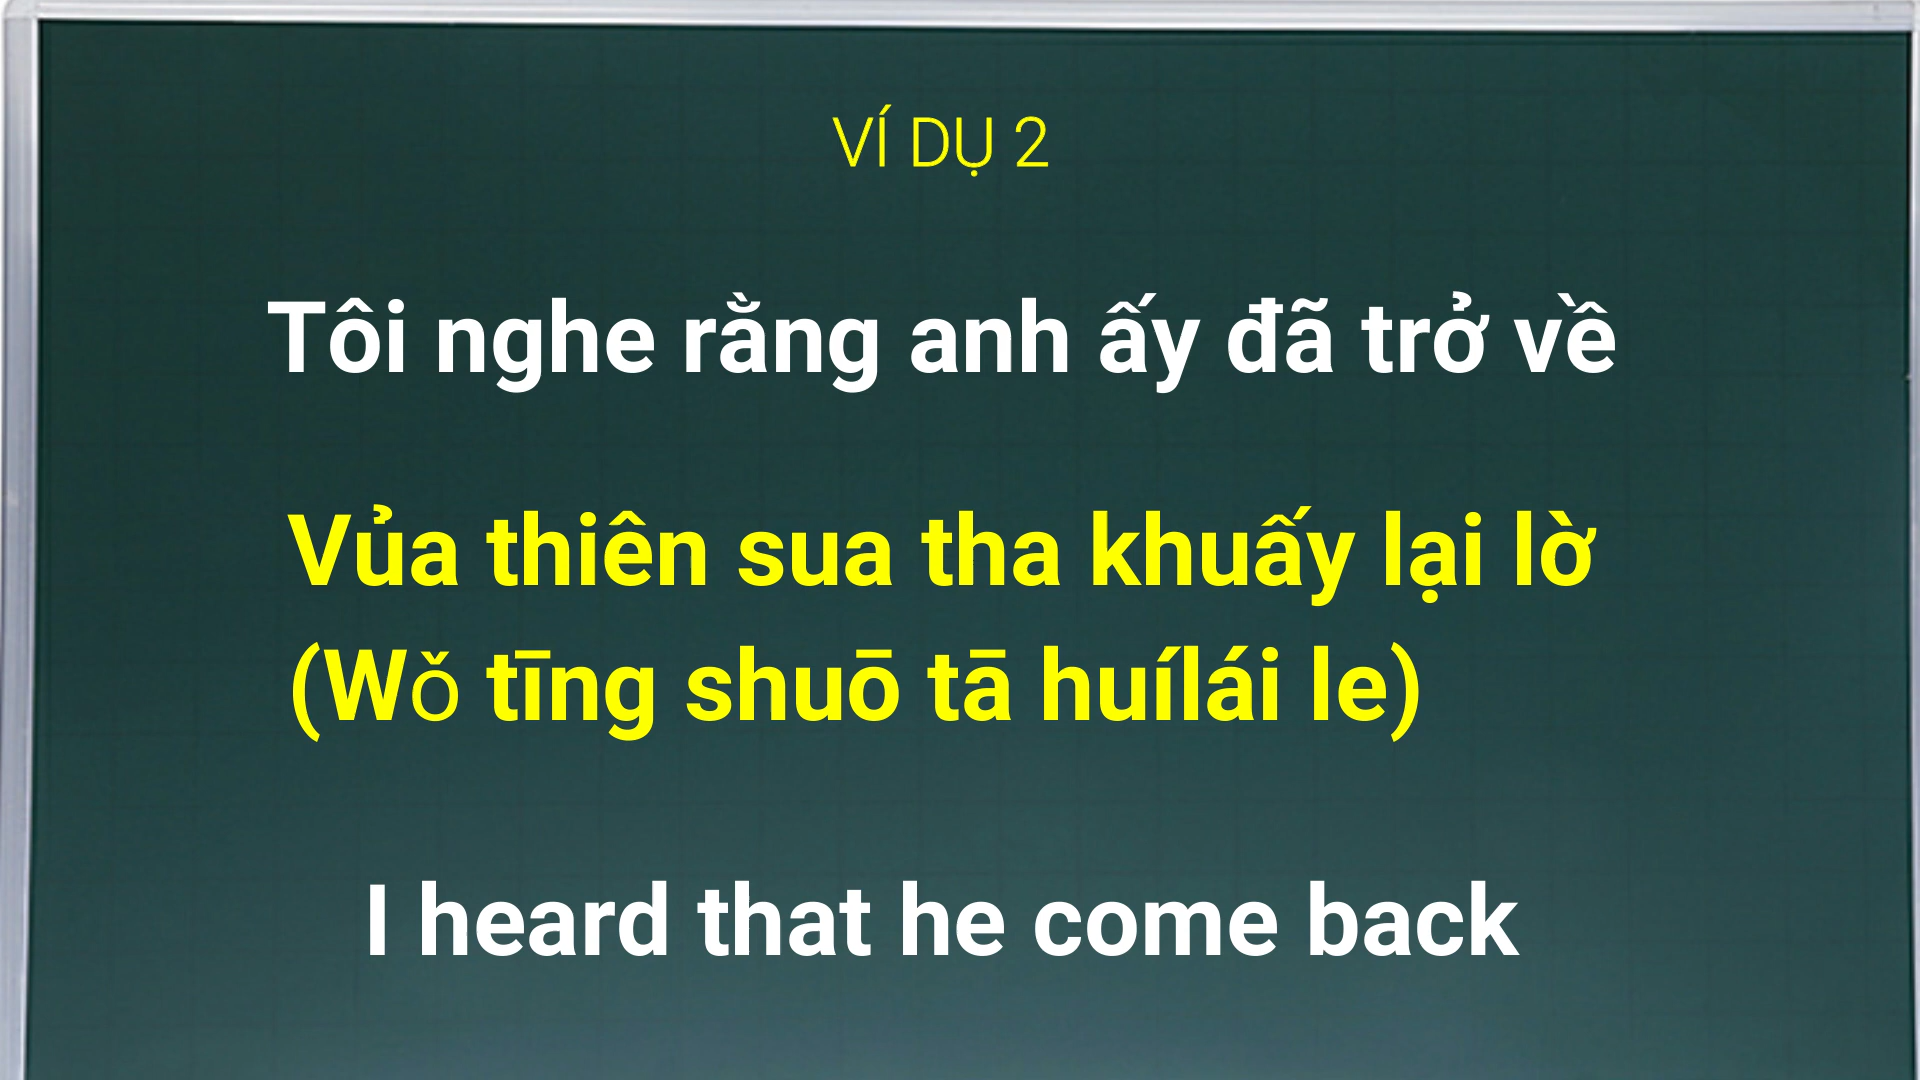 VÍ DỤ 2
Tôi nghe rằng anh ấy đã trở về
Vủa thiên sua tha khuấy lại lờ
(Wǒ tīng shuō tā huílái le)
I heard that he come back